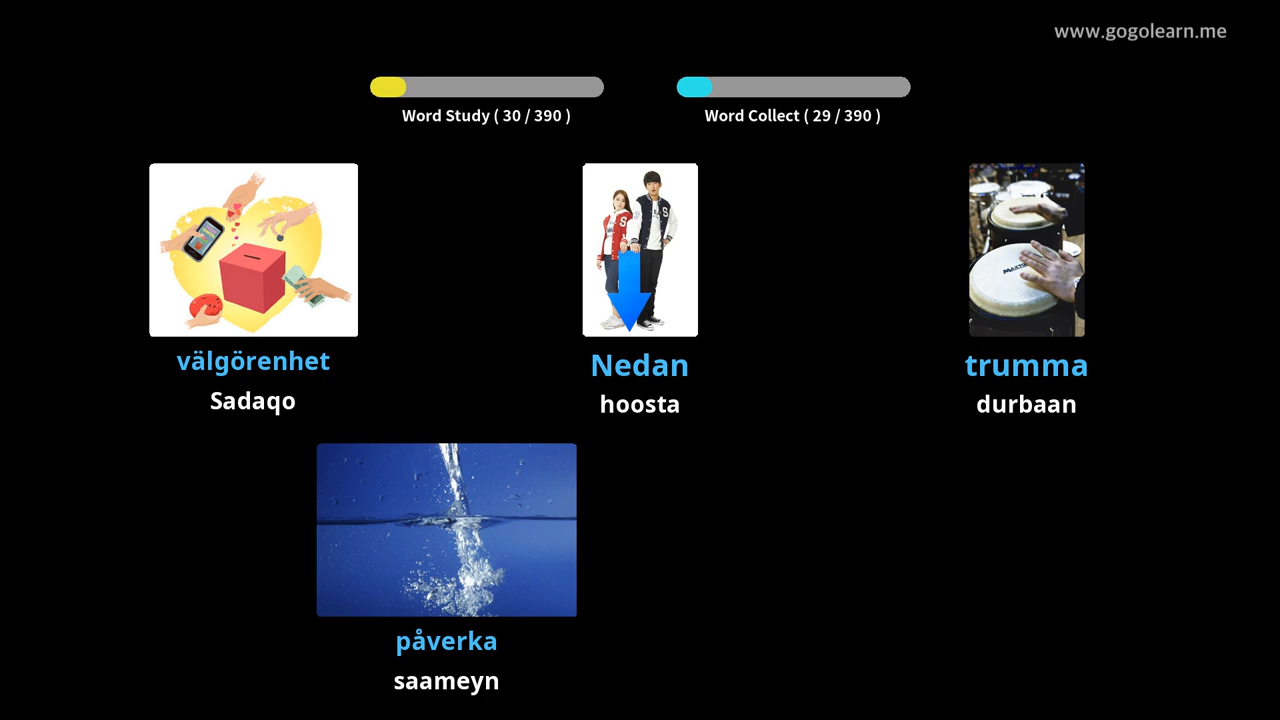 www.gogolearn.me
Word Study ( 30 / 390 )
Word Collect ( 29 / 390 )
välgörenhet
Sadaqo
Nedan
hoosta
trumma
durbaan
påverka
saameyn